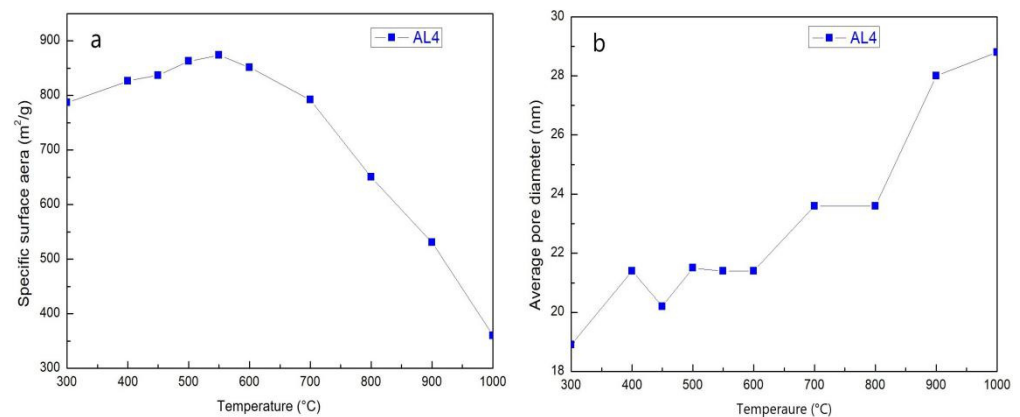 a
AL4
Specific surface aera (m²/g)
900
800
700
600
500
400
300
300 400 500 600 700 800 900 1000
Temperature (°C)
b
AL4
Average pore diameter (nm)
30
28
26
24
22
20
18
300 400 500 600 700 800 900 1000
Temperaure (°C)